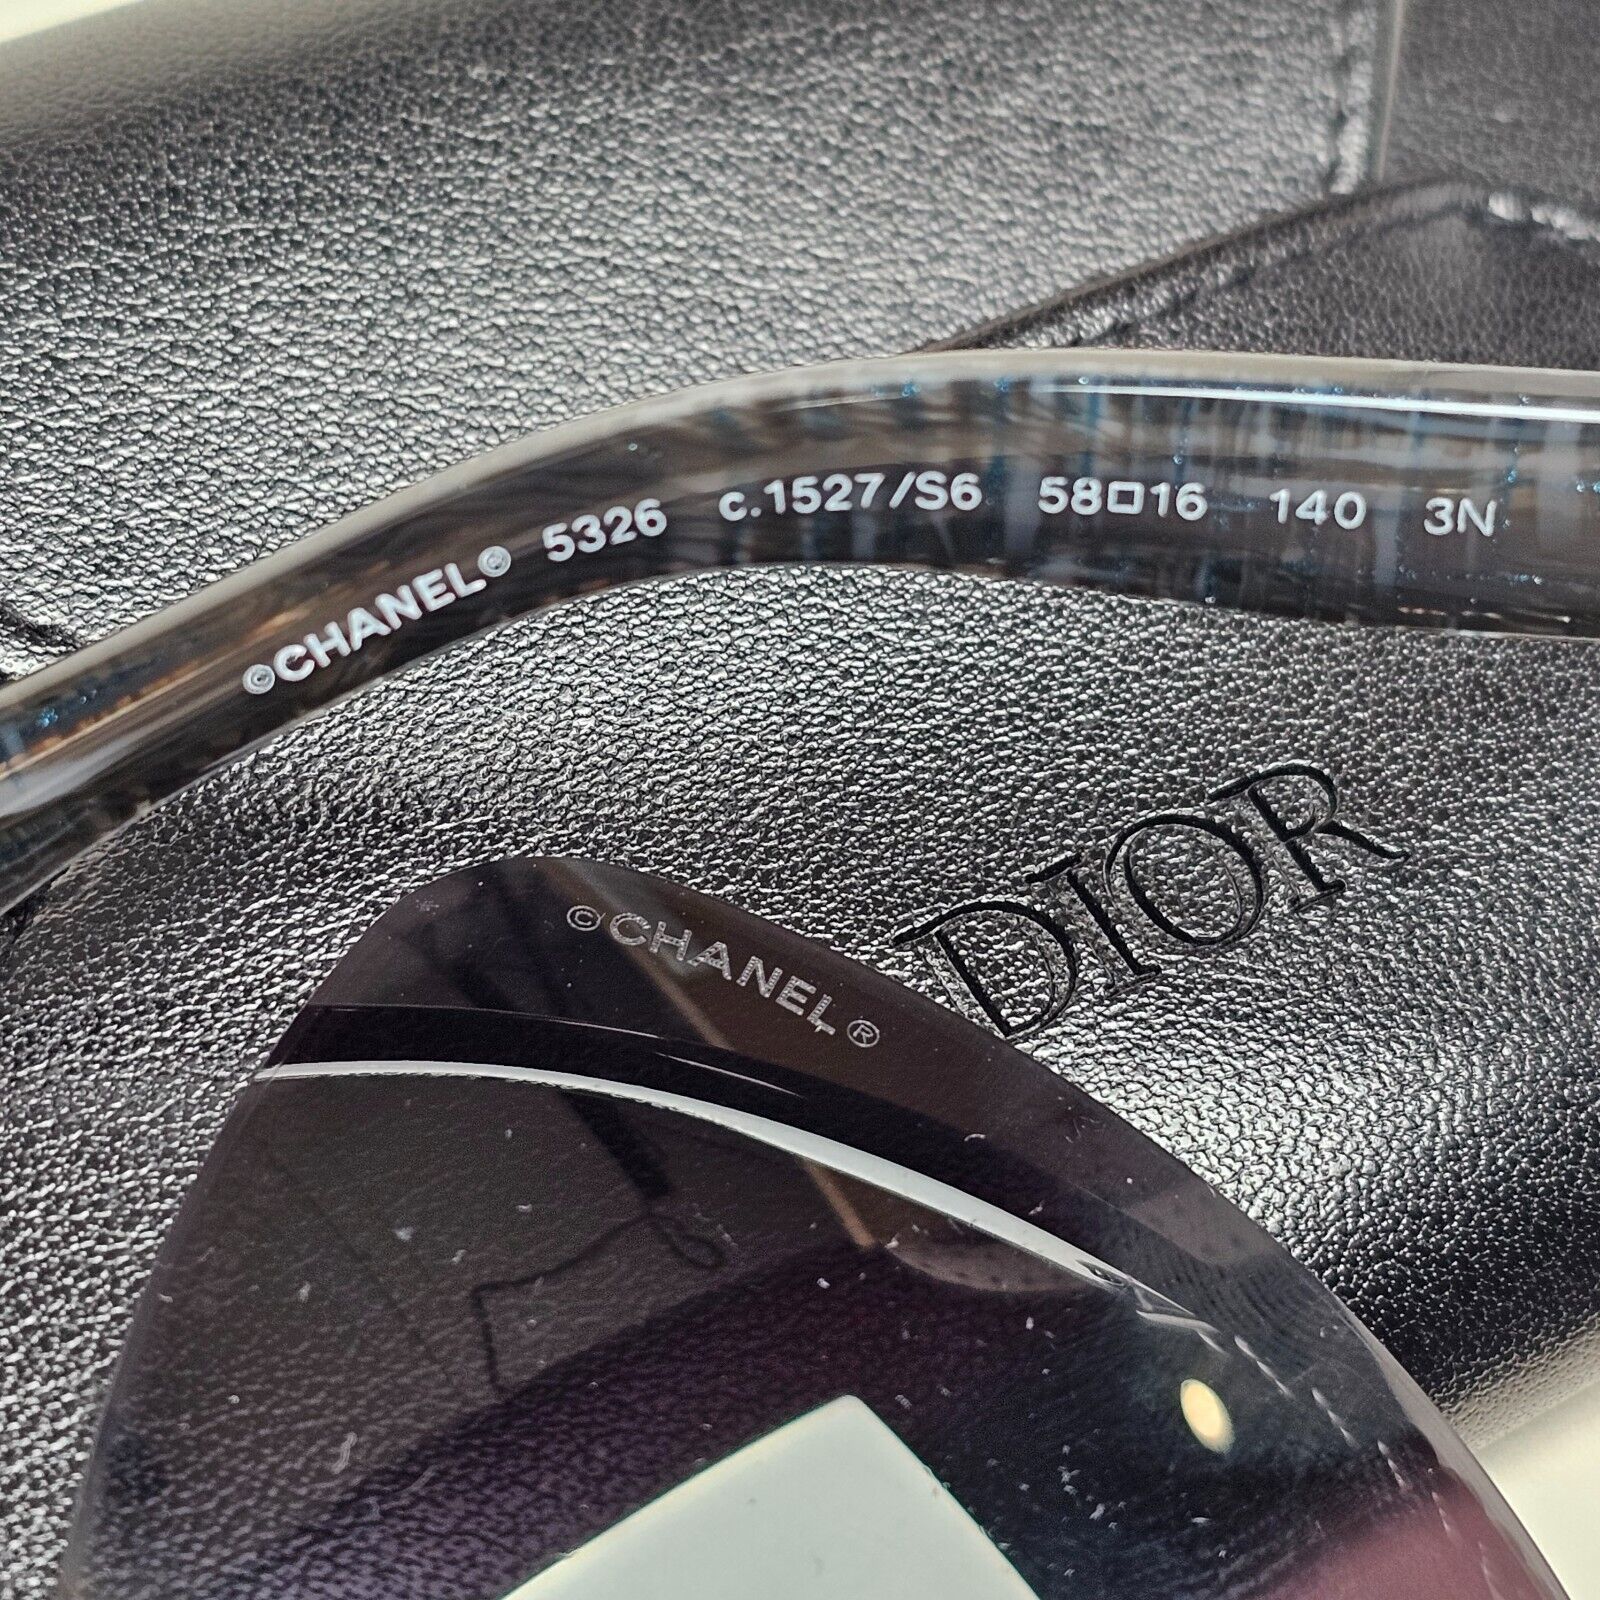 ©CHANEL® 5326 c.1527/S6 58□16 140 3N
DIOR
©CHANEL®